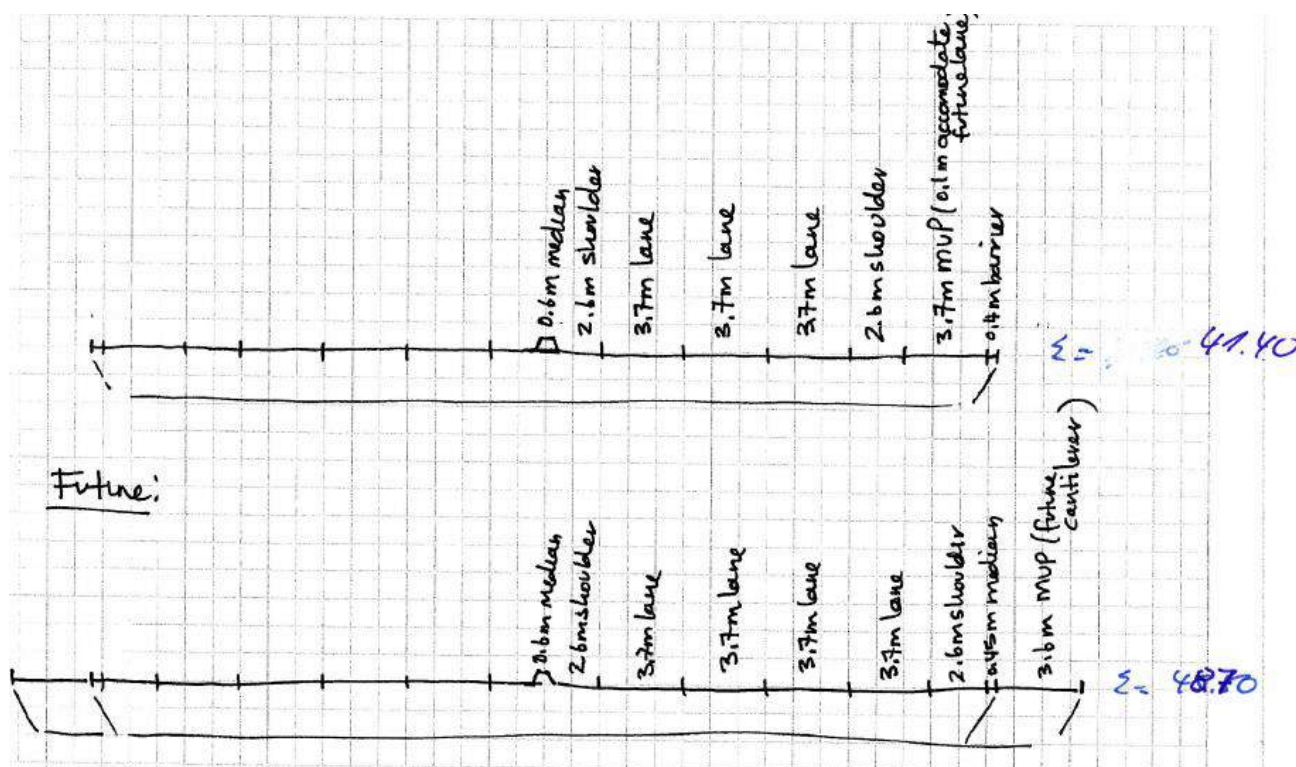 0.6m median
2.6m shoulder
3.7m lane
3.7m lane
3.7m lane
2.6m shoulder
3.7m MUP (0.1m accomodate
future lane)
0.4m barrier
Σ= 41.40
Future:
0.6m median
2.6m shoulder
3.7m lane
3.7m lane
3.7m lane
3.7m lane
2.6m shoulder
0.45m median
3.6m MUP (future
cantilever)
Σ= 48.70